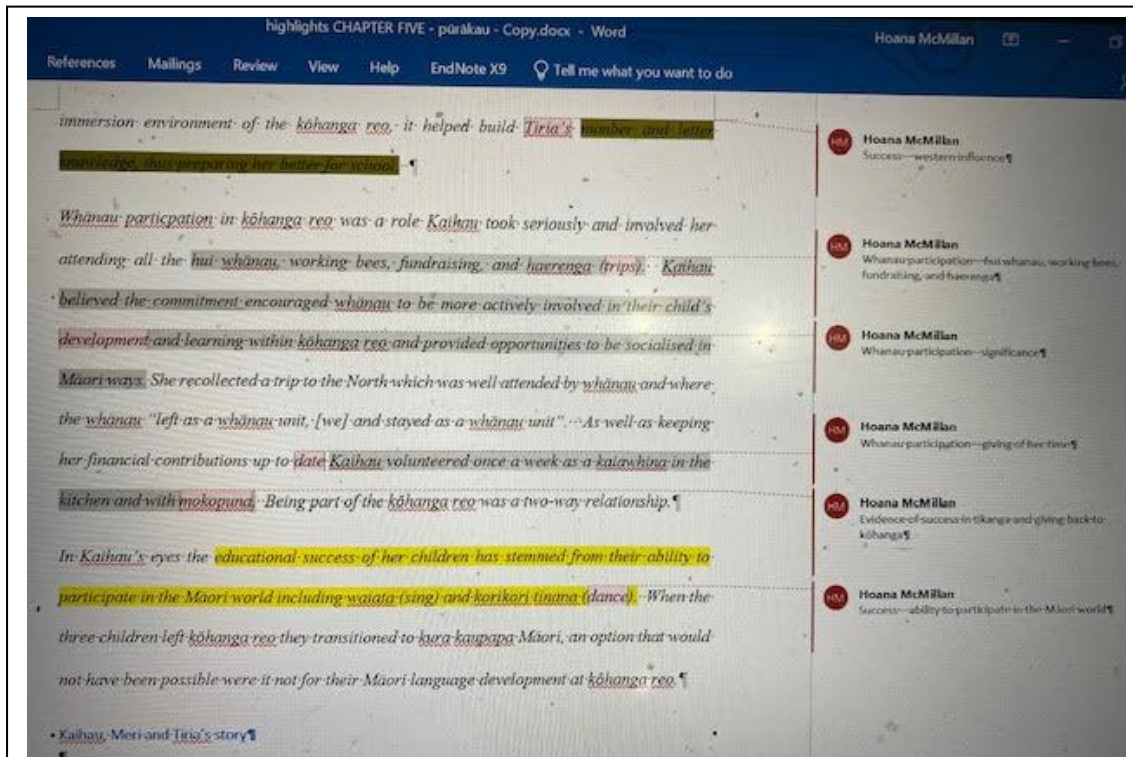 highlights CHAPTER FIVE - pūrākau - Copy.docx - Word
Hoana McMillan
References Mailings Review View Help EndNote X9 Tell me what you want to do
immersion environment of the kōhanga reo, it helped build Tiria's number and letter
knowledge, thus preparing her better for school. ¶
Whānau particpation in kōhanga reo was a role Kaihau took seriously and involved her
attending all the hui whānau, working bees, fundraising, and haerenga (trips). Kaihau
believed the commitment encouraged whānau to be more actively involved in their child's
development and learning within kōhanga reo and provided opportunities to be socialised in
Māori ways. She recollected a trip to the North which was well attended by whānau and where
the whānau "left as a whānau unit, [we] and stayed as a whānau unit". As well as keeping
her financial contributions up to date Kaihau volunteered once a week as a kaiawhina in the
kitchen and with mokopuna. Being part of the kōhanga reo was a two-way relationship.¶
In Kaihau's eyes the educational success of her children has stemmed from their ability to
participate in the Māori world including waiata (sing) and korikori tinana (dance). When the
three children left kōhanga reo they transitioned to kura kaupapa Māori, an option that would
not have been possible were it not for their Māori language development at kōhanga reo.¶
Kaihau, Meri and Tiria's story¶
¶
HM Hoana McMillan
Success—western influence¶
HM Hoana McMillan
Whanau participation—hui whanau, working bees,
fundraising, and haerenga¶
HM Hoana McMillan
Whanau participation—significance¶
HM Hoana McMillan
Whanau participation—giving of her time¶
HM Hoana McMillan
Evidence of success in tikanga and giving back to
kōhanga¶
HM Hoana McMillan
Success—ability to participate in the Māori world¶